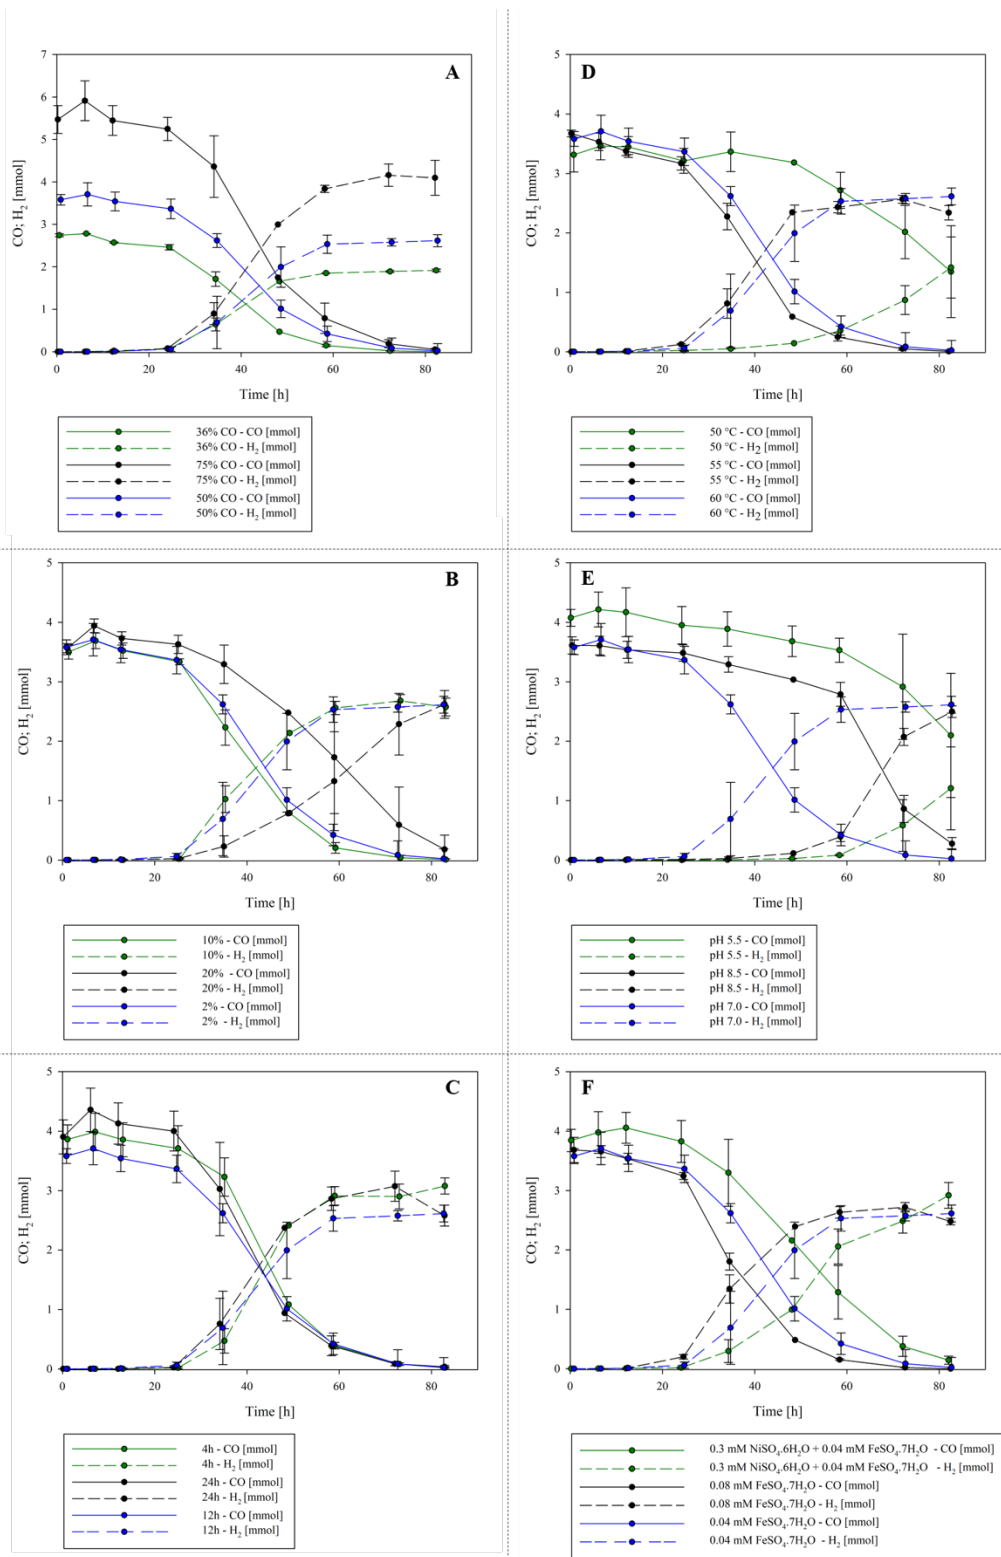 A
7
6
5
4
3
2
1
0
CO; H2 [mmol]
0 20 40 60 80
Time [h]
36% CO - CO [mmol]
36% CO - H2 [mmol]
75% CO - CO [mmol]
75% CO - H2 [mmol]
50% CO - CO [mmol]
50% CO - H2 [mmol]
D
5
4
3
2
1
0
CO; H2 [mmol]
0 20 40 60 80
Time [h]
50 °C - CO [mmol]
50 °C - H2 [mmol]
55 °C - CO [mmol]
55 °C - H2 [mmol]
60 °C - CO [mmol]
60 °C - H2 [mmol]
B
5
4
3
2
1
0
CO; H2 [mmol]
0 20 40 60 80
Time [h]
10% - CO [mmol]
10% - H2 [mmol]
20% - CO [mmol]
20% - H2 [mmol]
2% - CO [mmol]
2% - H2 [mmol]
E
5
4
3
2
1
0
CO; H2 [mmol]
0 20 40 60 80
Time [h]
pH 5.5 - CO [mmol]
pH 5.5 - H2 [mmol]
pH 8.5 - CO [mmol]
pH 8.5 - H2 [mmol]
pH 7.0 - CO [mmol]
pH 7.0 - H2 [mmol]
C
5
4
3
2
1
0
CO; H2 [mmol]
0 20 40 60 80
Time [h]
4h - CO [mmol]
4h - H2 [mmol]
24h - CO [mmol]
24h - H2 [mmol]
12h - CO [mmol]
12h - H2 [mmol]
F
5
4
3
2
1
0
CO; H2 [mmol]
0 20 40 60 80
Time [h]
0.3 mM NiSO4.6H2O + 0.04 mM FeSO4.7H2O - CO [mmol]
0.3 mM NiSO4.6H2O + 0.04 mM FeSO4.7H2O - H2 [mmol]
0.08 mM FeSO4.7H2O - CO [mmol]
0.08 mM FeSO4.7H2O - H2 [mmol]
0.04 mM FeSO4.7H2O - CO [mmol]
0.04 mM FeSO4.7H2O - H2 [mmol]